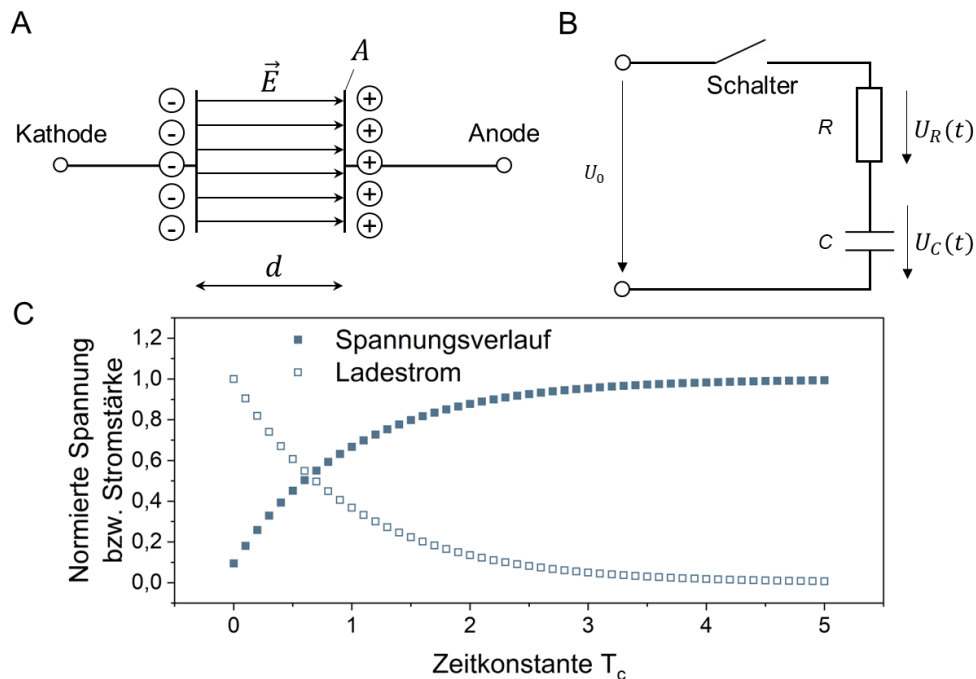 A
B
A
E⃗
Kathode
Anode
- - - - -
+ + + + +
d
Schalter
R
U_R(t)
U_0
C
U_C(t)
C
Spannungsverlauf
Ladestrom
Normierte Spannung
bzw. Stromstärke
1,2
1,0
0,8
0,6
0,4
0,2
0,0
0 1 2 3 4 5
Zeitkonstante T_c